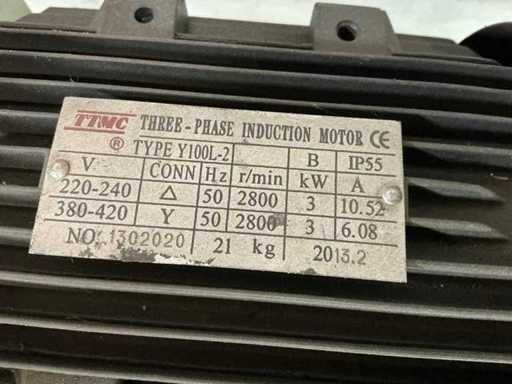 TTMC THREE-PHASE INDUCTION MOTOR CE
® TYPE Y100L-2 B IP55
V CONN Hz r/min kW A
220-240 Δ 50 2800 3 10.52
380-420 Y 50 2800 3 6.08
NO. 1302020 21 kg 2013.2